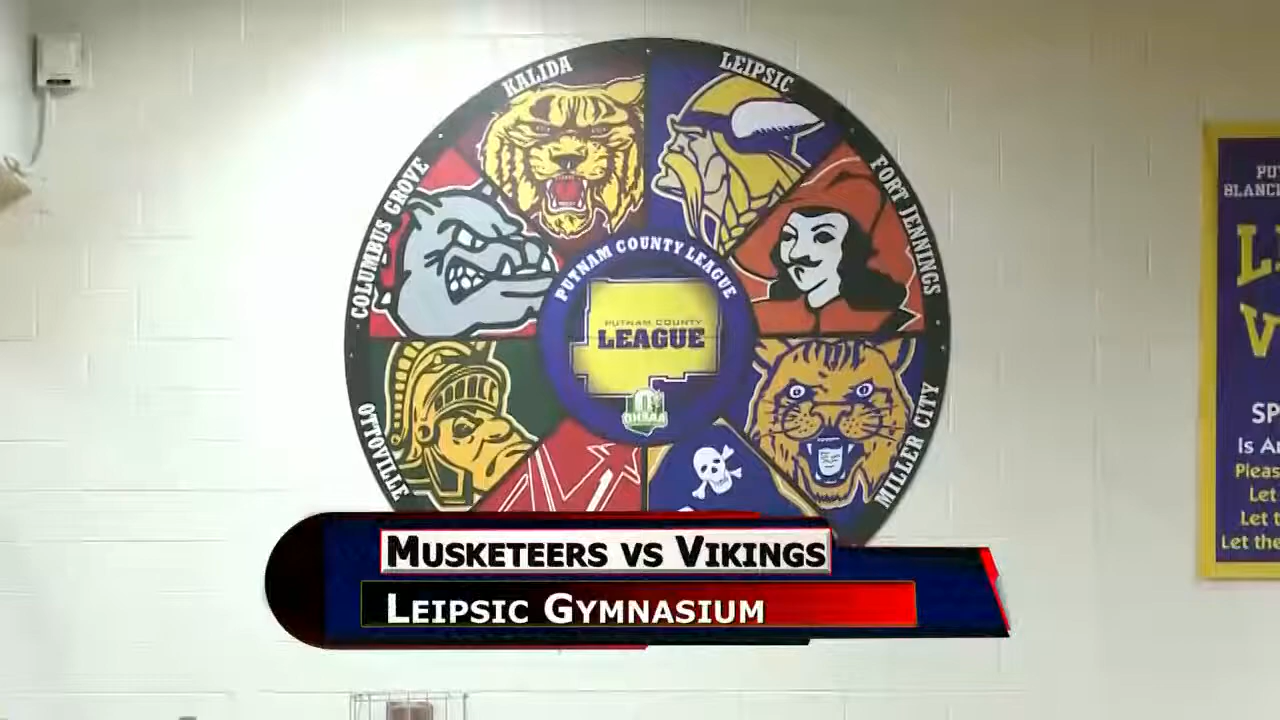 KALIDA
LEIPSIC
COLUMBUS GROVE
FORT JENNINGS
PUTNAM COUNTY LEAGUE
PUTNAM COUNTY
LEAGUE
OHSAA
OTTOVILLE
MILLER CITY
MUSKETEERS VS VIKINGS
LEIPSIC GYMNASIUM
BLANC
SP
Is A
Pleas
Let
Let t
Let the